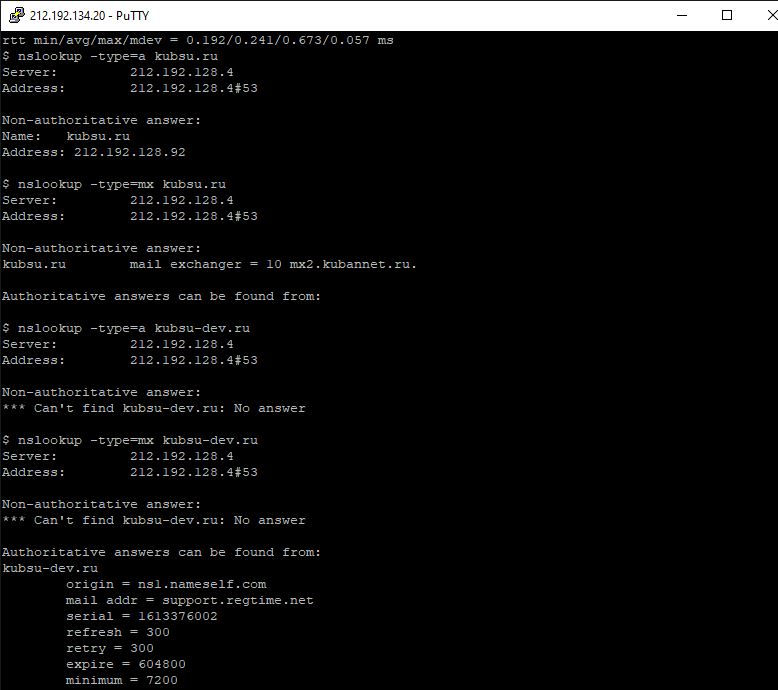 212.192.134.20 - PuTTY
rtt min/avg/max/mdev = 0.192/0.241/0.673/0.057 ms
$ nslookup -type=a kubsu.ru
Server:         212.192.128.4
Address:        212.192.128.4#53

Non-authoritative answer:
Name:   kubsu.ru
Address: 212.192.128.92

$ nslookup -type=mx kubsu.ru
Server:         212.192.128.4
Address:        212.192.128.4#53

Non-authoritative answer:
kubsu.ru        mail exchanger = 10 mx2.kubannet.ru.

Authoritative answers can be found from:

$ nslookup -type=a kubsu-dev.ru
Server:         212.192.128.4
Address:        212.192.128.4#53

Non-authoritative answer:
*** Can't find kubsu-dev.ru: No answer

$ nslookup -type=mx kubsu-dev.ru
Server:         212.192.128.4
Address:        212.192.128.4#53

Non-authoritative answer:
*** Can't find kubsu-dev.ru: No answer

Authoritative answers can be found from:
kubsu-dev.ru
        origin = ns1.nameself.com
        mail addr = support.regtime.net
        serial = 1613376002
        refresh = 300
        retry = 300
        expire = 604800
        minimum = 7200